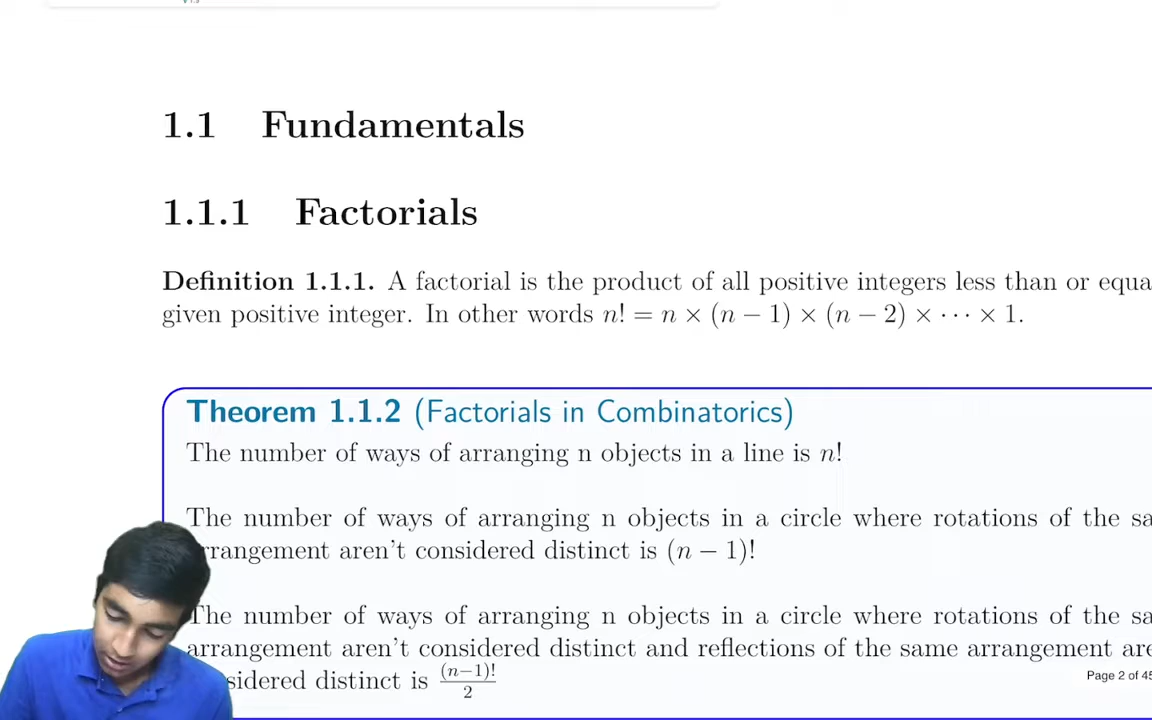 1.1 Fundamentals
1.1.1 Factorials
Definition 1.1.1. A factorial is the product of all positive integers less than or equa
given positive integer. In other words n! = n × (n − 1) × (n − 2) × ⋯ × 1.
Theorem 1.1.2 (Factorials in Combinatorics)
The number of ways of arranging n objects in a line is n!
The number of ways of arranging n objects in a circle where rotations of the sa
rrangement aren't considered distinct is (n − 1)!
The number of ways of arranging n objects in a circle where rotations of the sa
arrangement aren't considered distinct and reflections of the same arrangement are
sidered distinct is (n−1)!/2
Page 2 of 45